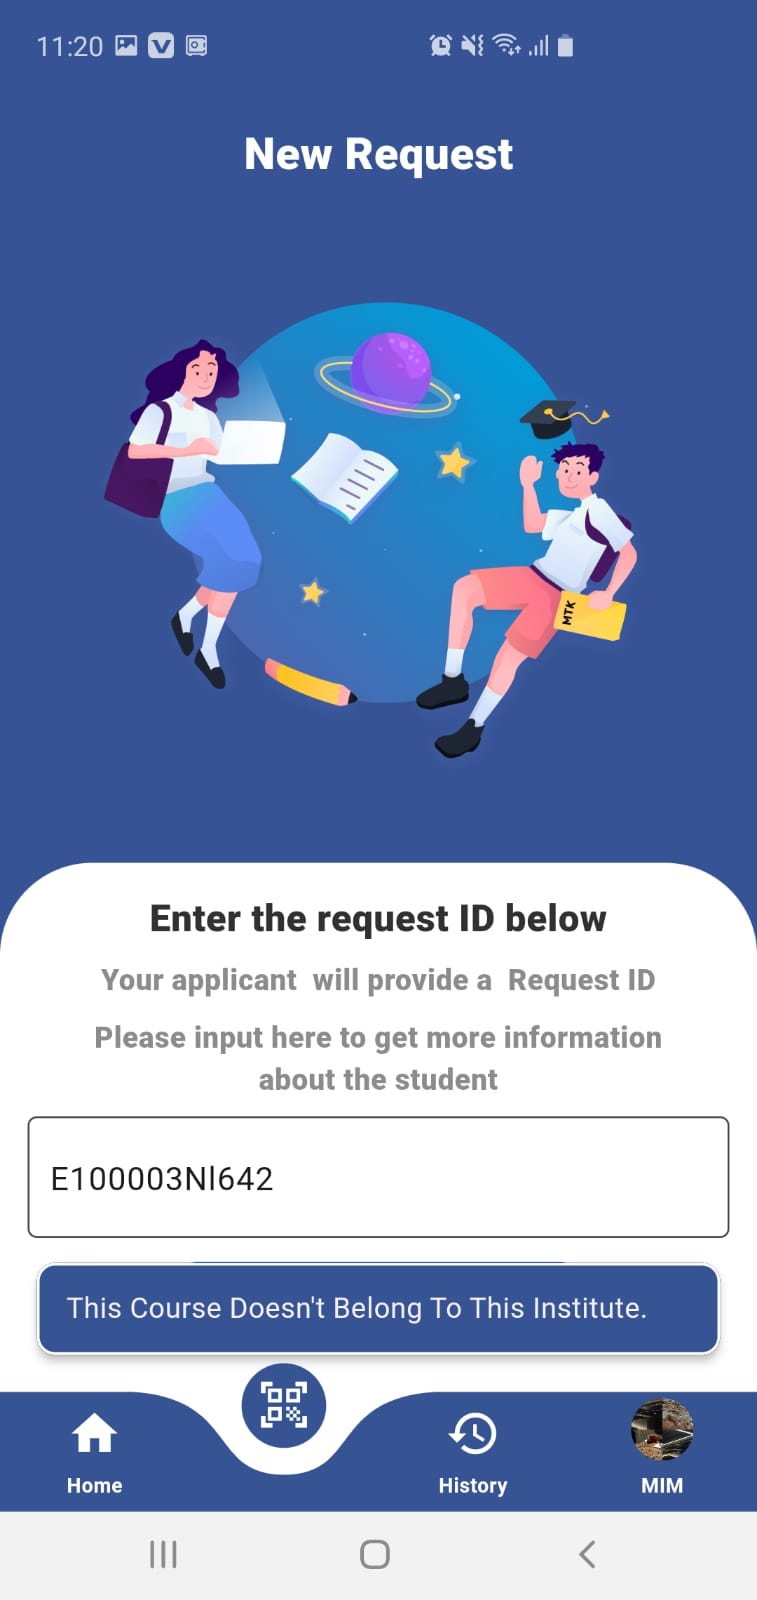 11:20
New Request
MTK
Enter the request ID below
Your applicant will provide a Request ID
Please input here to get more information
about the student
E100003Nl642
This Course Doesn't Belong To This Institute.
Home
History
MIM